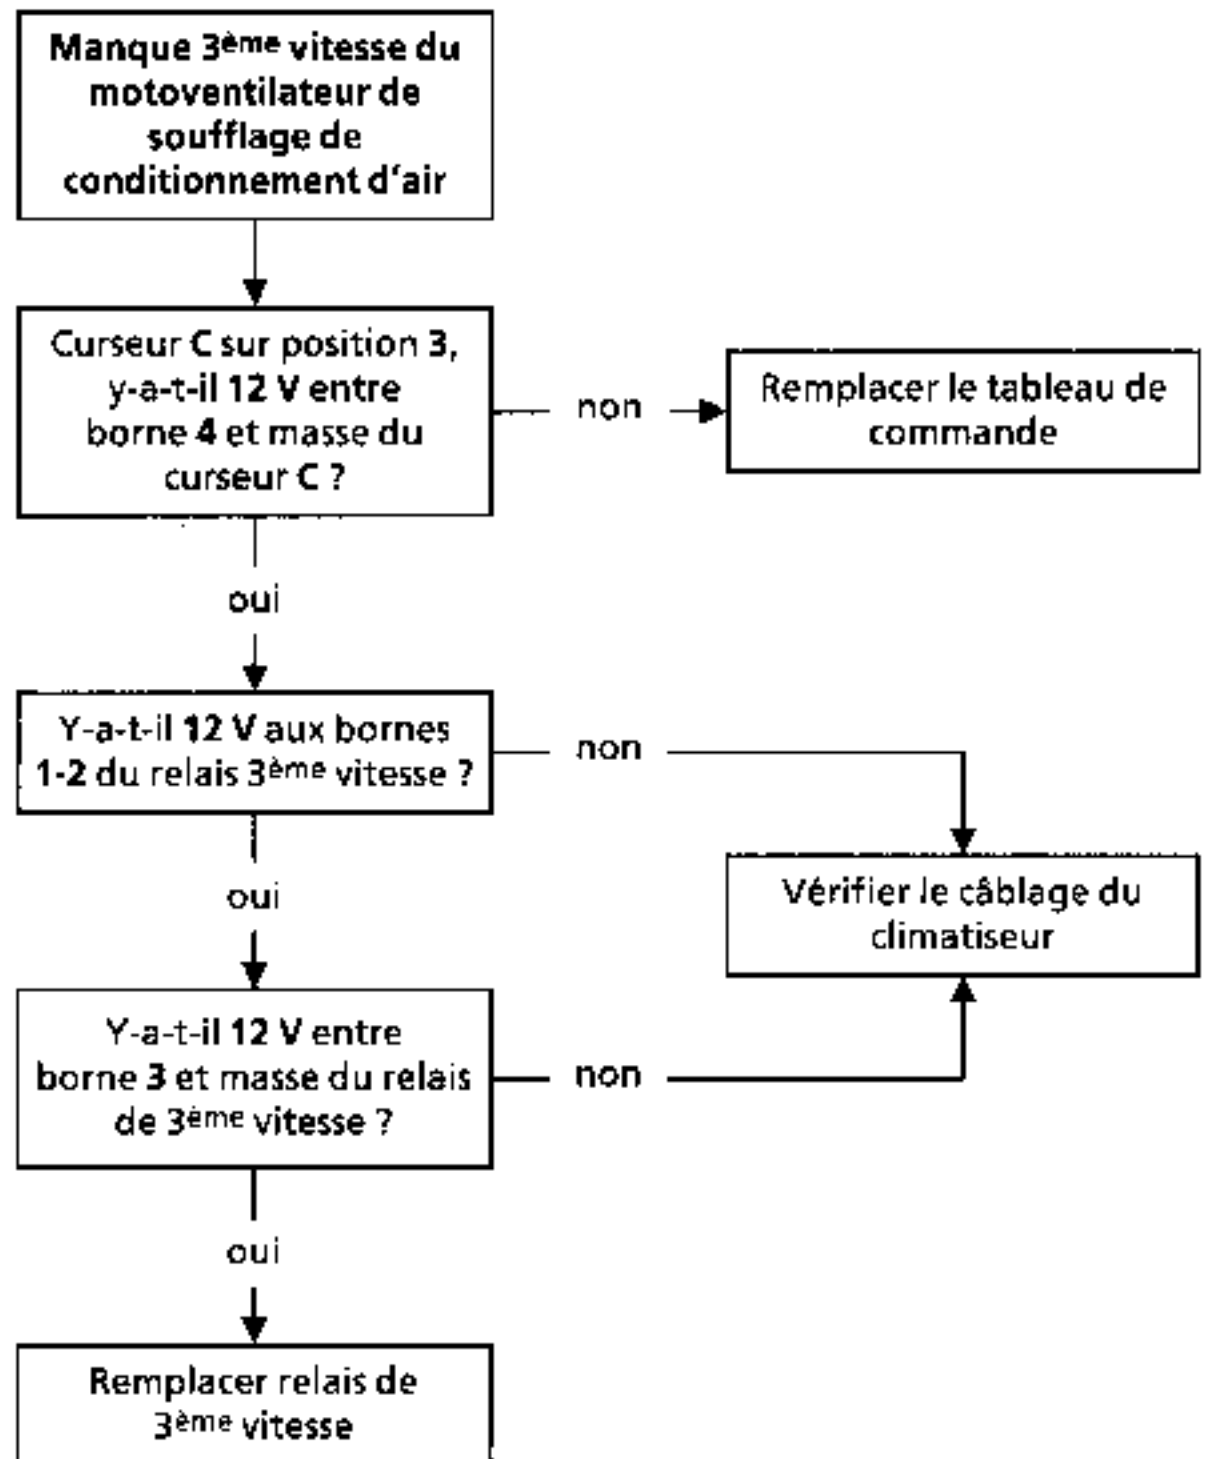 Manque 3ème vitesse du
motoventilateur de
soufflage de
conditionnement d'air
Curseur C sur position 3,
y-a-t-il 12 V entre
borne 4 et masse du
curseur C ?
non
Remplacer le tableau de
commande
oui
Y-a-t-il 12 V aux bornes
1-2 du relais 3ème vitesse ?
non
Vérifier le câblage du
climatiseur
oui
Y-a-t-il 12 V entre
borne 3 et masse du relais
de 3ème vitesse ?
non
oui
Remplacer relais de
3ème vitesse